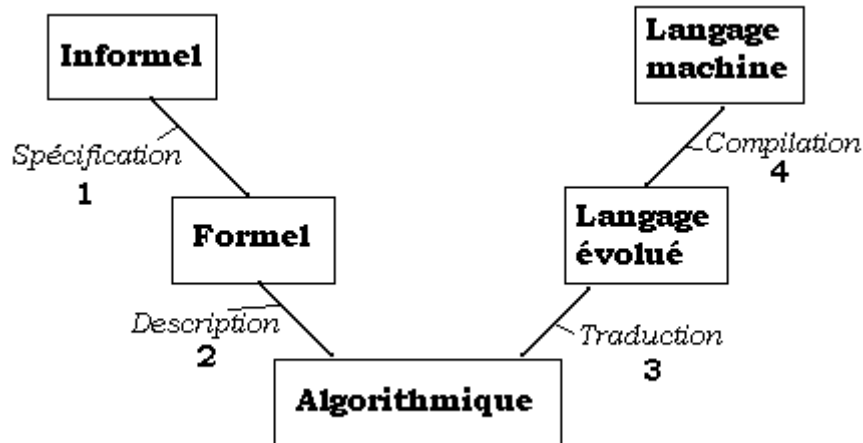 Informel
Spécification
1
Formel
Description
2
Algorithmique
Traduction
3
Langage
évolué
Compilation
4
Langage
machine